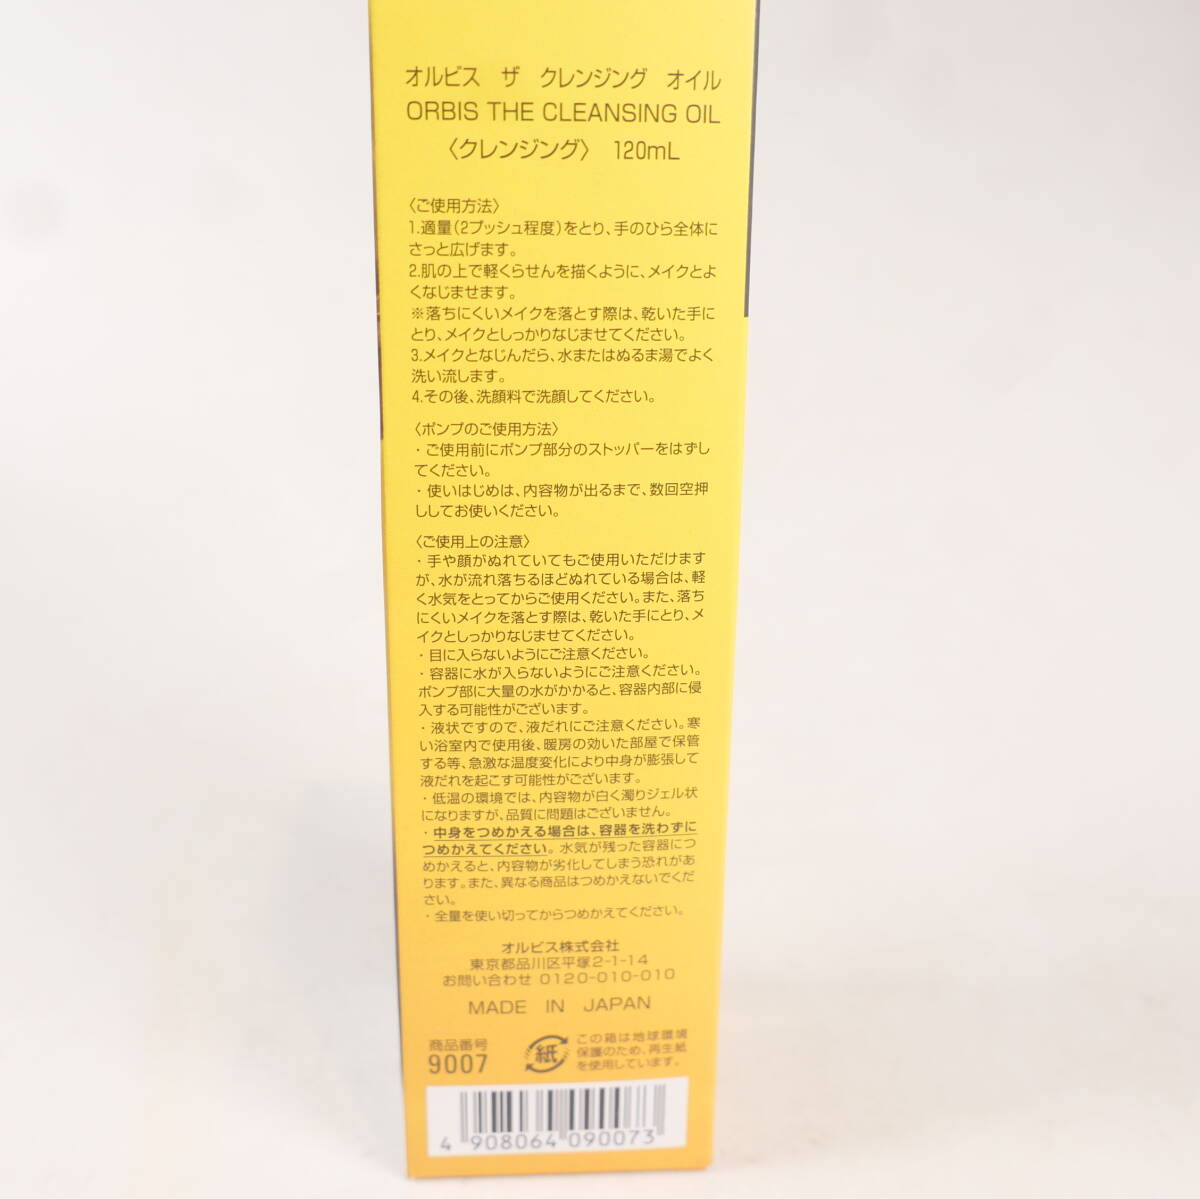 オルビス ザ クレンジング オイル
ORBIS THE CLEANSING OIL
〈クレンジング〉 120mL
〈ご使用方法〉
1.適量(2プッシュ程度)をとり、手のひら全体に
さっと広げます。
2.肌の上で軽くらせんを描くように、メイクとよ
くなじませます。
※落ちにくいメイクを落とす際は、乾いた手に
とり、メイクとしっかりなじませてください。
3.メイクとなじんだら、水またはぬるま湯でよく
洗い流します。
4.その後、洗顔料で洗顔してください。
〈ポンプのご使用方法〉
・ご使用前にポンプ部分のストッパーをはずし
てください。
・使いはじめは、内容物が出るまで、数回空押
ししてお使いください。
〈ご使用上の注意〉
・手や顔がぬれていてもご使用いただけます
が、水が流れ落ちるほどぬれている場合は、軽
く水気をとってからご使用ください。また、落ち
にくいメイクを落とす際は、乾いた手にとり、メ
イクとしっかりなじませてください。
・目に入らないようにご注意ください。
・容器に水が入らないようにご注意ください。
ポンプ部に大量の水がかかると、容器内部に侵
入する可能性がございます。
・液状ですので、液だれにご注意ください。寒
い浴室内で使用後、暖房の効いた部屋で保管
する等、急激な温度変化により中身が膨張して
液だれを起こす可能性がございます。
・低温の環境では、内容物が白く濁りジェル状
になりますが、品質に問題はございません。
・中身をつめかえる場合は、容器を洗わずに
つめかえてください。水気が残った容器につ
めかえると、内容物が劣化してしまう恐れがあ
ります。また、異なる商品はつめかえないでくだ
さい。
・全量を使い切ってからつめかえてください。
オルビス株式会社
東京都品川区平塚2-1-14
お問い合わせ 0120-010-010
MADE IN JAPAN
商品番号
9007
紙
この箱は地球環境
保護のため、再生紙
を使用しています。
4 908064 090073